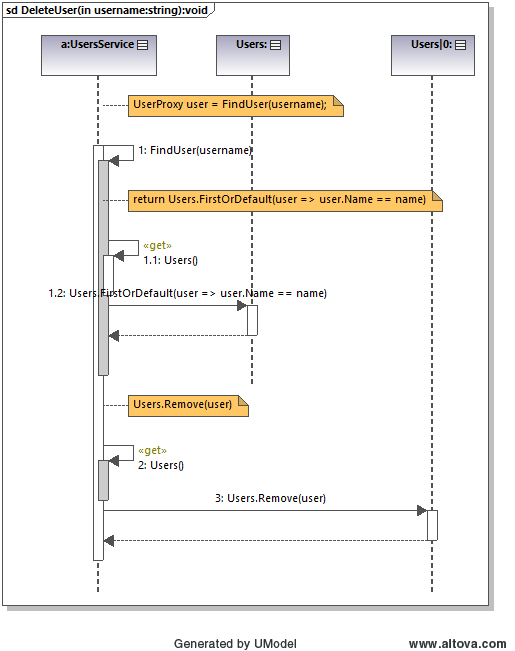 sd DeleteUser(in username:string):void
a:UsersService
Users:
Users|0:
UserProxy user = FindUser(username);
1: FindUser(username)
return Users.FirstOrDefault(user => user.Name == name)
«get»
1.1: Users()
1.2: Users.FirstOrDefault(user => user.Name == name)
Users.Remove(user)
«get»
2: Users()
3: Users.Remove(user)
Generated by UModel
www.altova.com